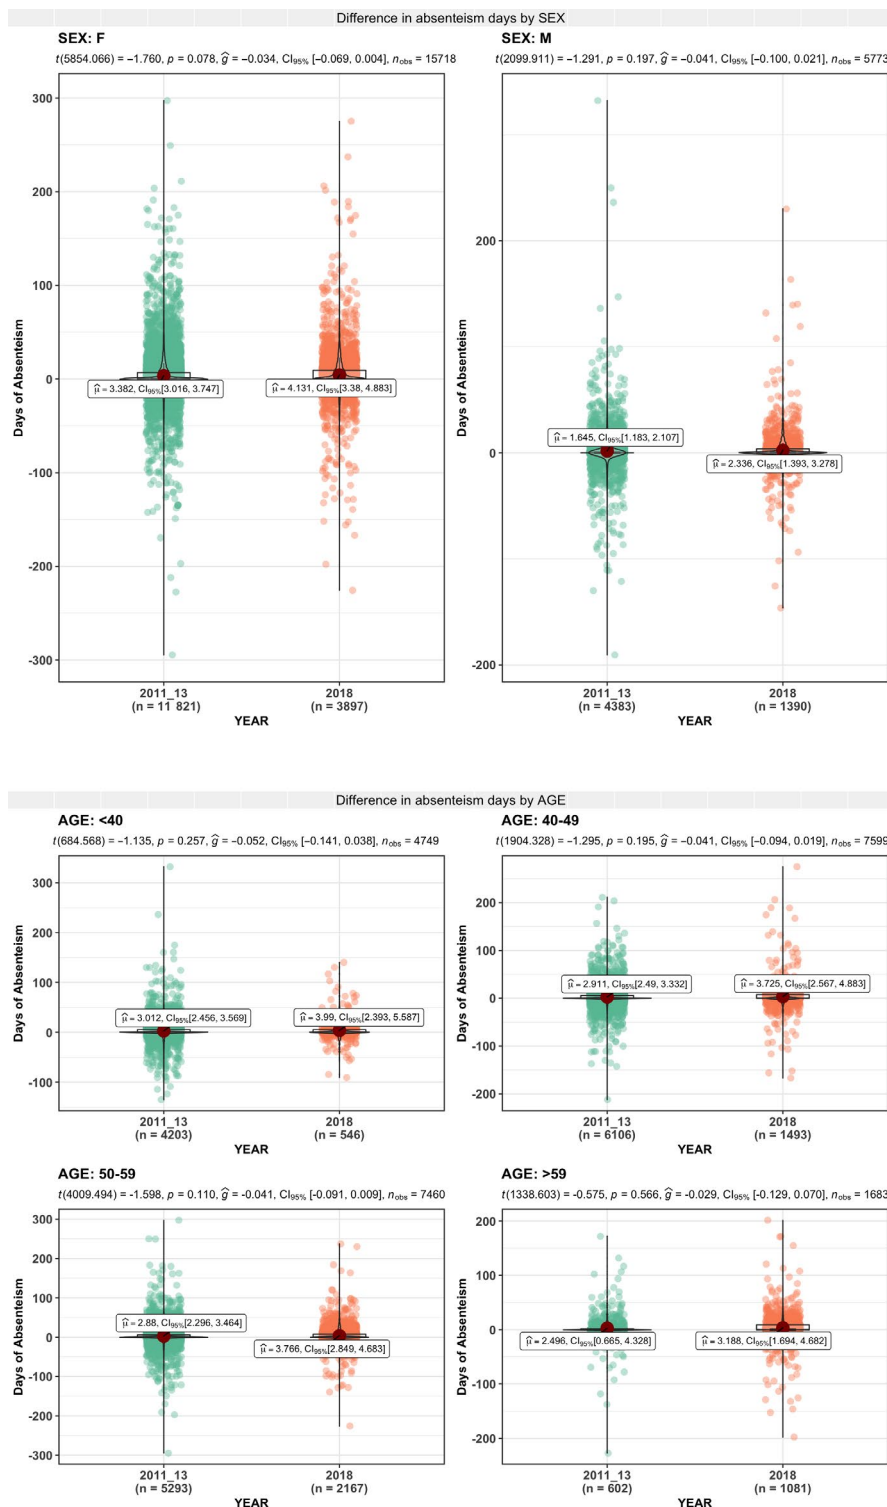 Difference in absenteism days by SEX
SEX: F
t(5854.066) = −1.760, p = 0.078, ĝ = −0.034, CI95% [-0.069, 0.004], nobs = 15718
300
200
100
0
-100
-200
-300
Days of Absenteeism
μ̂ = 3.382, CI95%[3.016, 3.747]
μ̂ = 4.131, CI95%[3.38, 4.883]
2011_13
(n = 11 821)
2018
(n = 3897)
YEAR
SEX: M
t(2099.911) = −1.291, p = 0.197, ĝ = −0.041, CI95% [-0.100, 0.021], nobs = 5773
200
0
-200
Days of Absenteeism
μ̂ = 1.645, CI95%[1.183, 2.107]
μ̂ = 2.336, CI95%[1.393, 3.278]
2011_13
(n = 4383)
2018
(n = 1390)
YEAR
Difference in absenteism days by AGE
AGE: <40
t(684.568) = −1.135, p = 0.257, ĝ = −0.052, CI95% [-0.141, 0.038], nobs = 4749
300
200
100
0
-100
Days of Absenteeism
μ̂ = 3.012, CI95%[2.456, 3.569]
μ̂ = 3.99, CI95%[2.393, 5.587]
2011_13
(n = 4203)
2018
(n = 546)
YEAR
AGE: 40-49
t(1904.328) = −1.295, p = 0.195, ĝ = −0.041, CI95% [-0.094, 0.019], nobs = 7599
200
100
0
-100
-200
Days of Absenteeism
μ̂ = 2.911, CI95%[2.49, 3.332]
μ̂ = 3.725, CI95%[2.567, 4.883]
2011_13
(n = 6106)
2018
(n = 1493)
YEAR
AGE: 50-59
t(4009.494) = −1.598, p = 0.110, ĝ = -0.041, CI95% [-0.091, 0.009], nobs = 7460
300
200
100
0
-100
-200
-300
Days of Absenteeism
μ̂ = 2.88, CI95%[2.296, 3.464]
μ̂ = 3.766, CI95%[2.849, 4.683]
2011_13
(n = 5293)
2018
(n = 2167)
YEAR
AGE: >59
t(1338.603) = -0.575, p = 0.566, ĝ = -0.029, CI95% [-0.129, 0.070], nobs = 1683
200
100
0
-100
-200
Days of Absenteeism
μ̂ = 2.496, CI95%[0.665, 4.328]
μ̂ = 3.188, CI95%[1.694, 4.682]
2011_13
(n = 602)
2018
(n = 1081)
YEAR